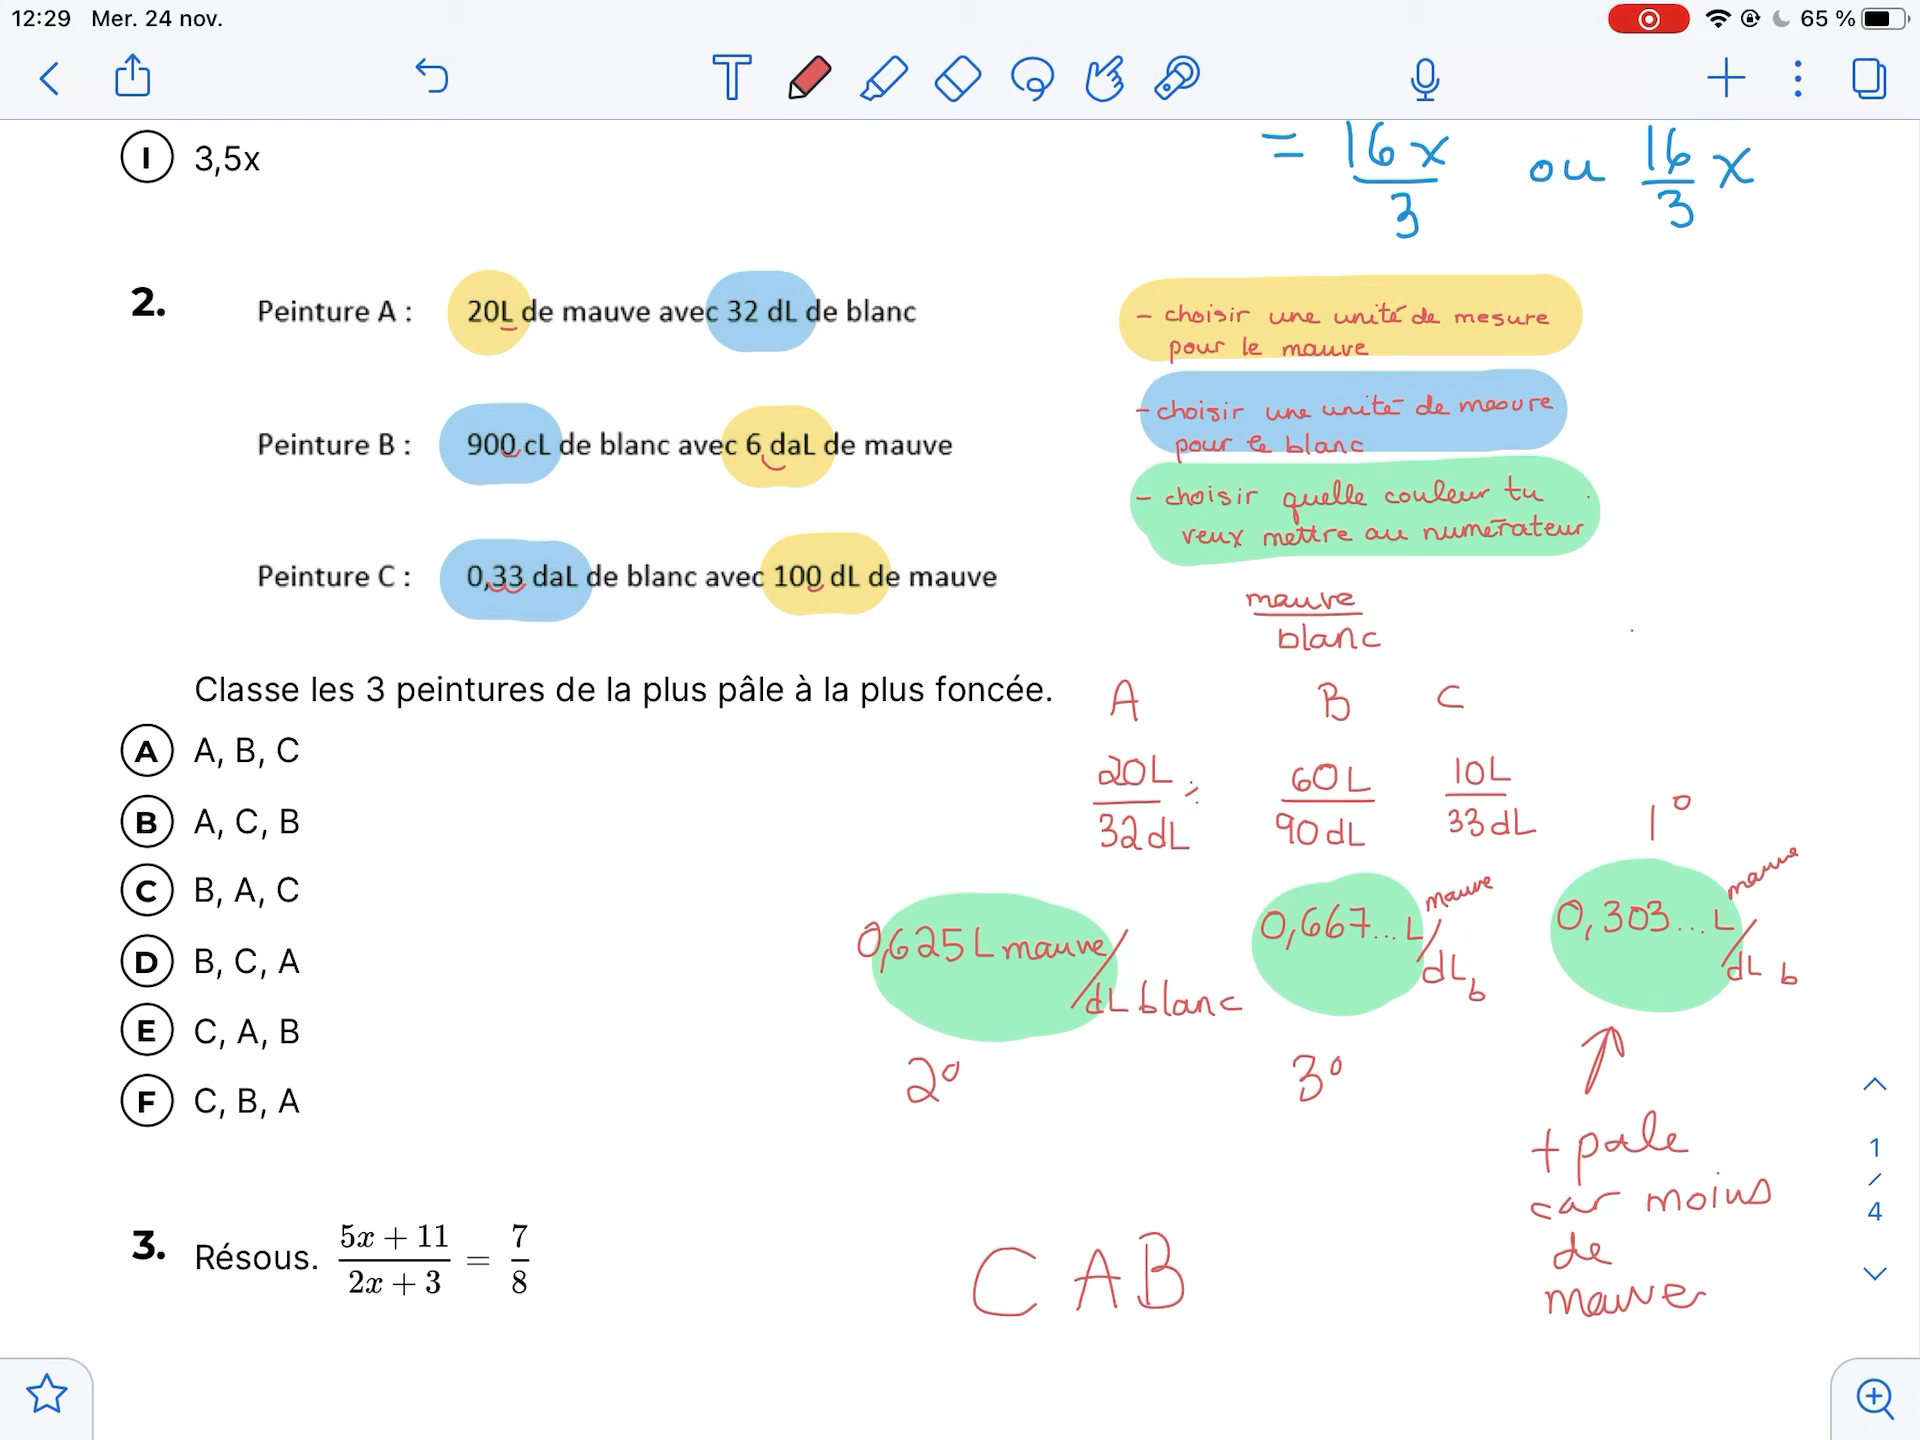 12:29 Mer. 24 nov.
65 %
I 3,5x
= 16x/3 ou 16/3 x
2. Peinture A : 20L de mauve avec 32 dL de blanc
Peinture B : 900 cL de blanc avec 6 daL de mauve
Peinture C : 0,33 daL de blanc avec 100 dL de mauve
- choisir une unité de mesure
pour le mauve
- choisir une unité de mesure
pour le blanc
- choisir quelle couleur tu
veux mettre au numérateur
mauve
blanc
Classe les 3 peintures de la plus pâle à la plus foncée.
A A, B, C
B A, C, B
C B, A, C
D B, C, A
E C, A, B
F C, B, A
A B C
20L ÷ 60L 10L
32dL 90dL 33dL
1°
0,625L mauve/
dL blanc
0,667... L mauve/
dL b
0,303... L mauve/
dL b
2° 3°
+ pale
car moins
de
mauve
C A B
3. Résous. 5x + 11 / 2x + 3 = 7/8
1
/
4